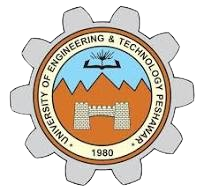 UNIVERSITY OF ENGINEERING & TECHNOLOGY PESHAWAR
1980